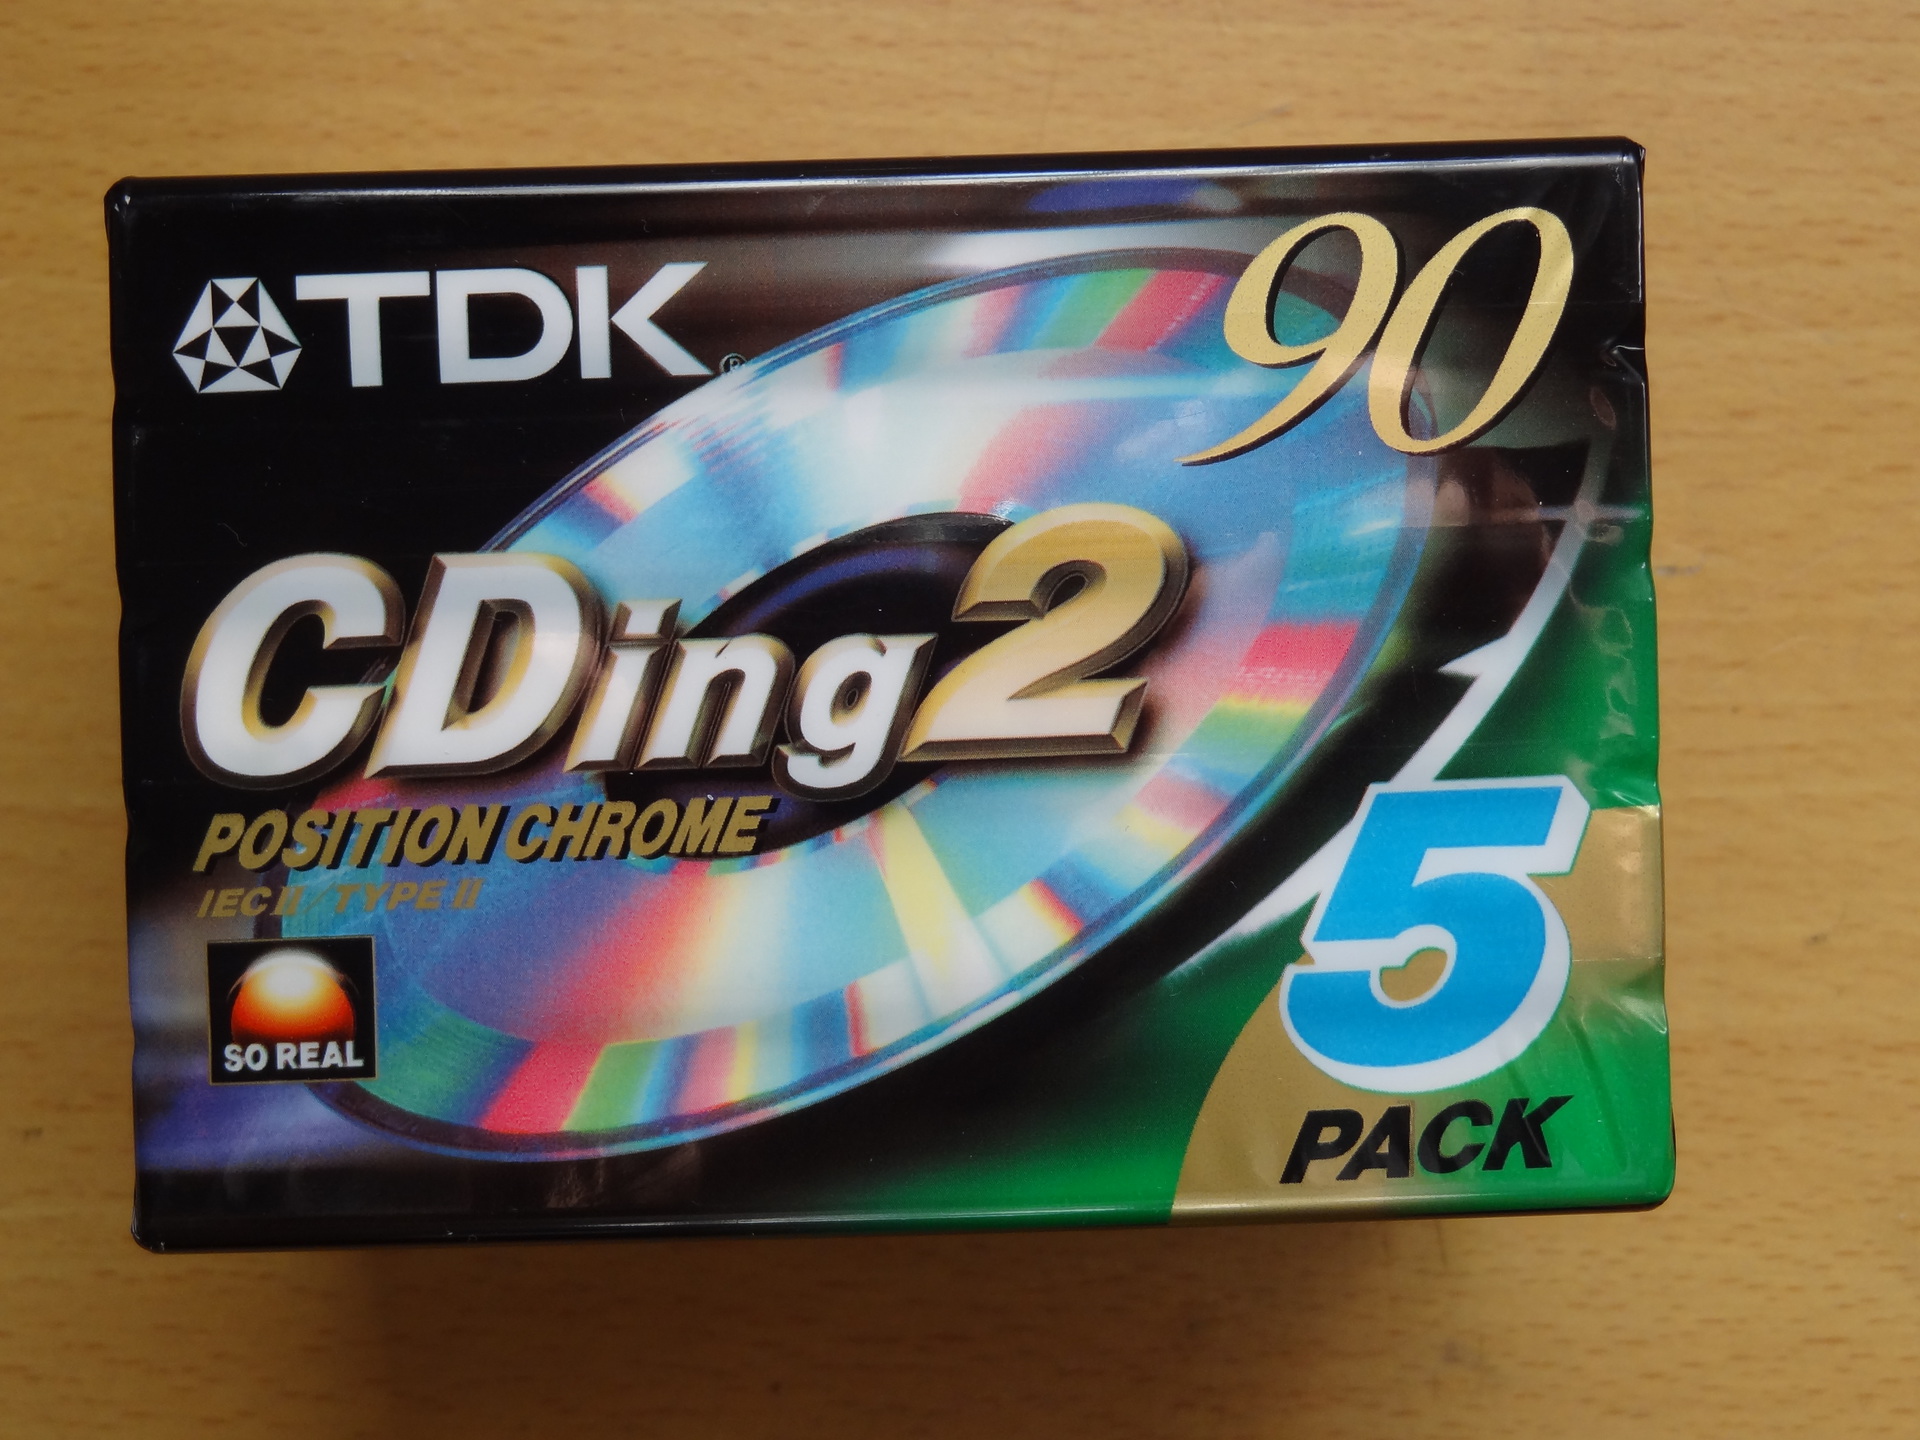 TDK®
90
CDing2
POSITION CHROME
IEC II / TYPE II
SO REAL
5
PACK